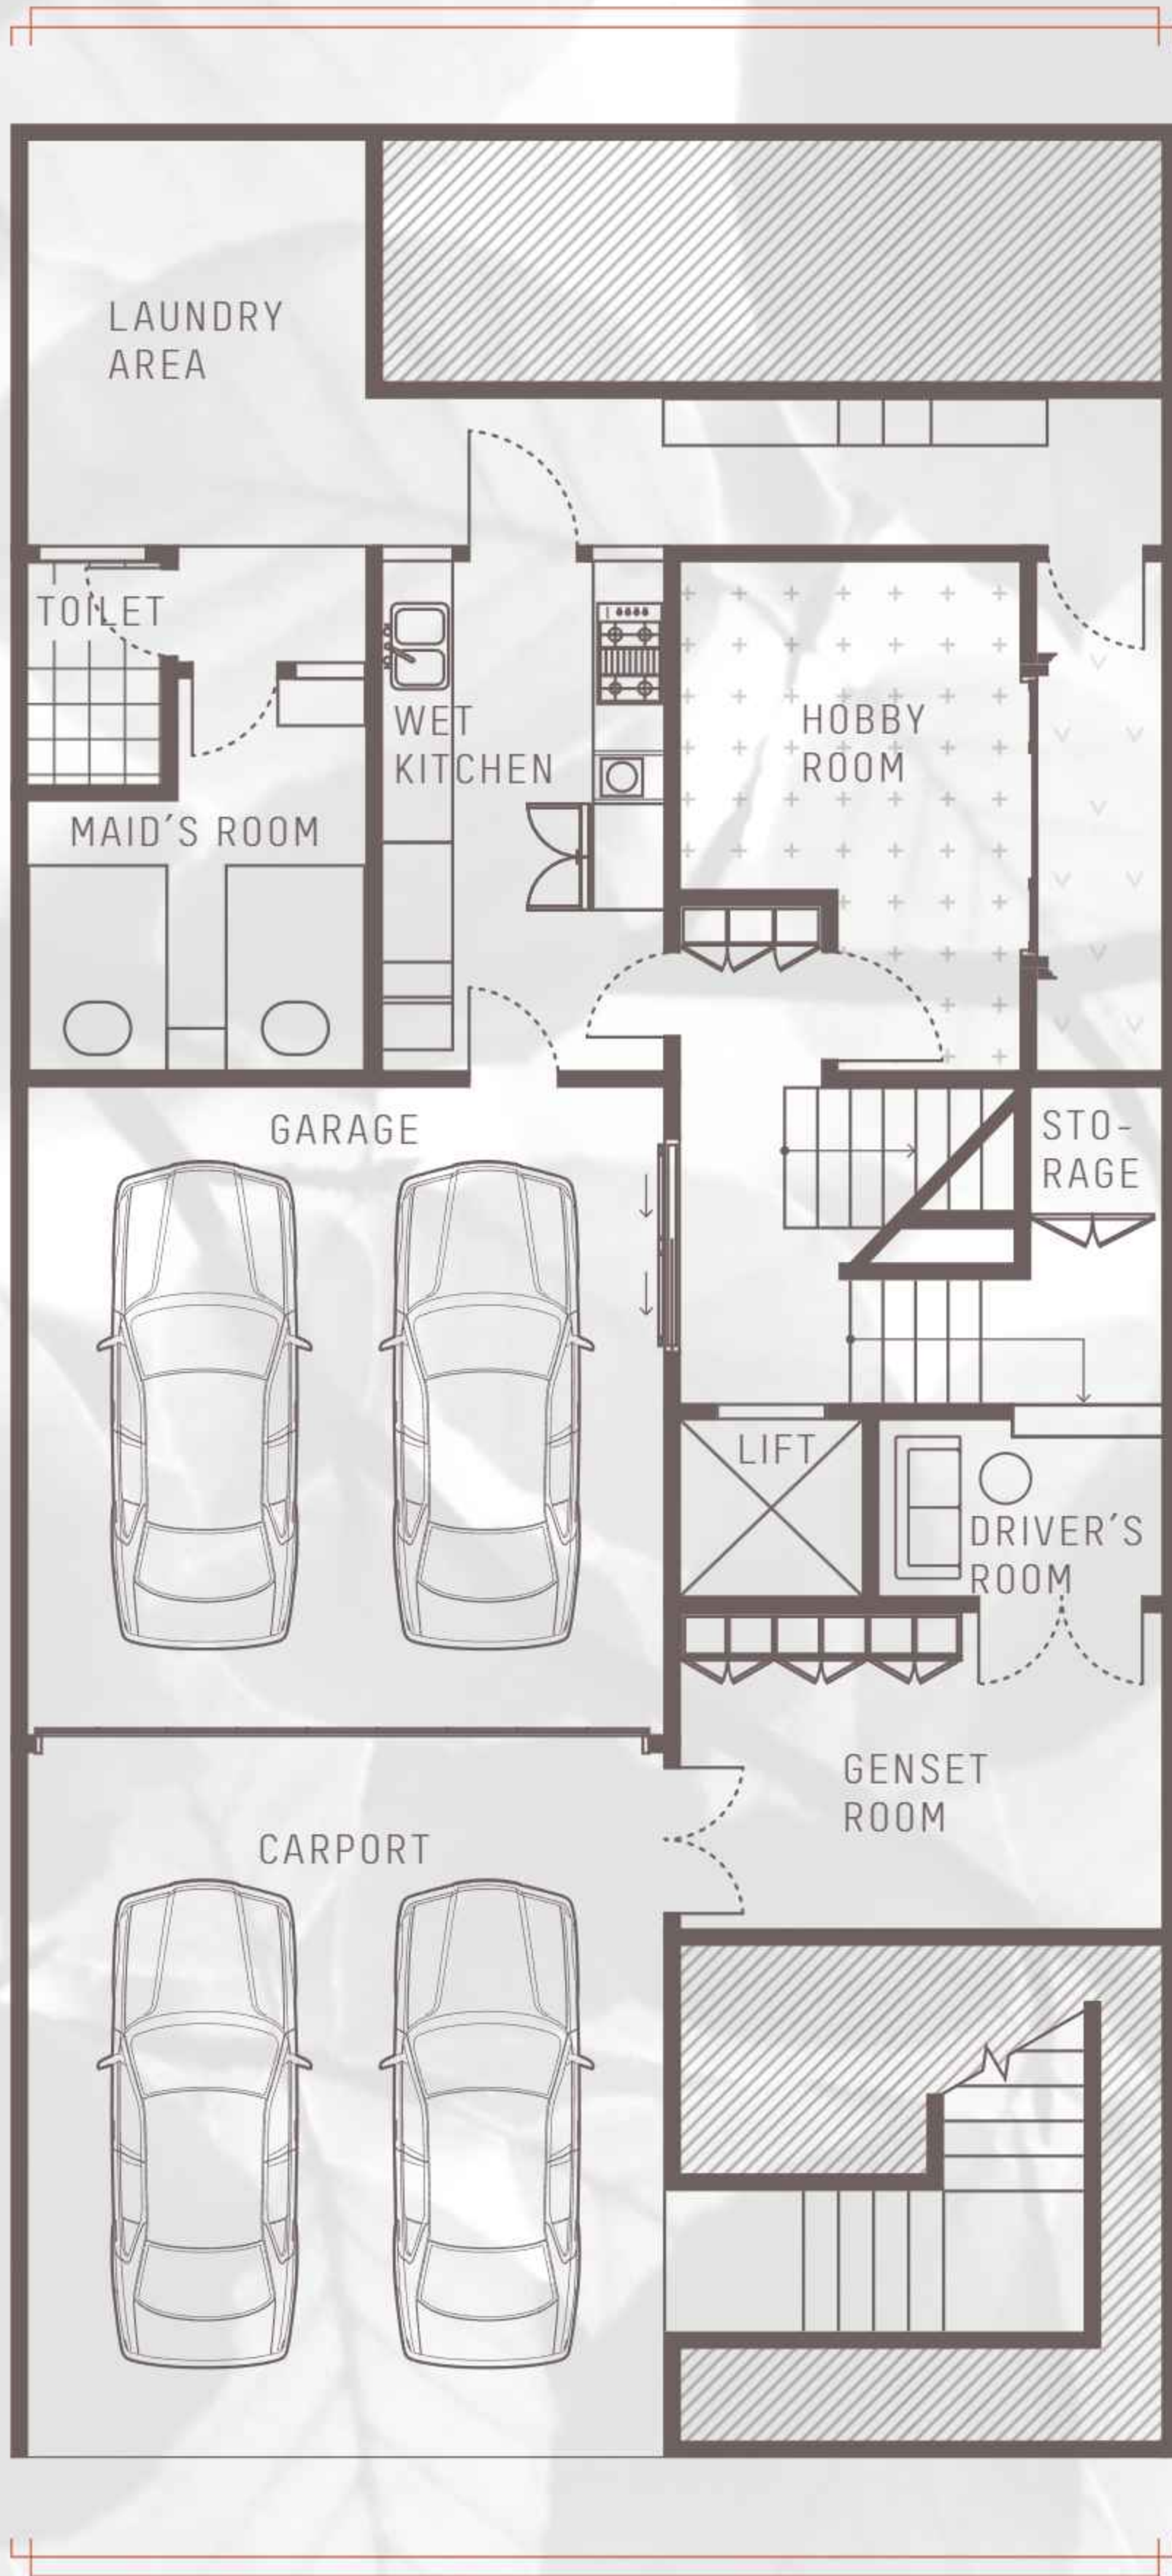 LAUNDRY
AREA
TOILET
WET
KITCHEN
HOBBY
ROOM
MAID'S ROOM
GARAGE
STO-
RAGE
LIFT
DRIVER'S
ROOM
GENSET
ROOM
CARPORT